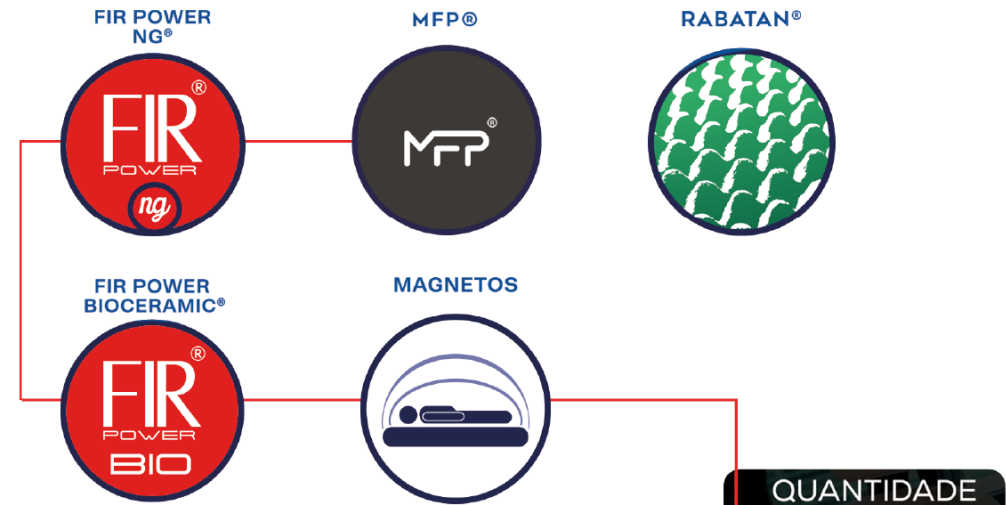 FIR POWER
NG®
MFP®
RABATAN®
FIR®
POWER
ng
MFP®
FIR POWER
BIOCERAMIC®
MAGNETOS
FIR®
POWER
BIO
QUANTIDADE